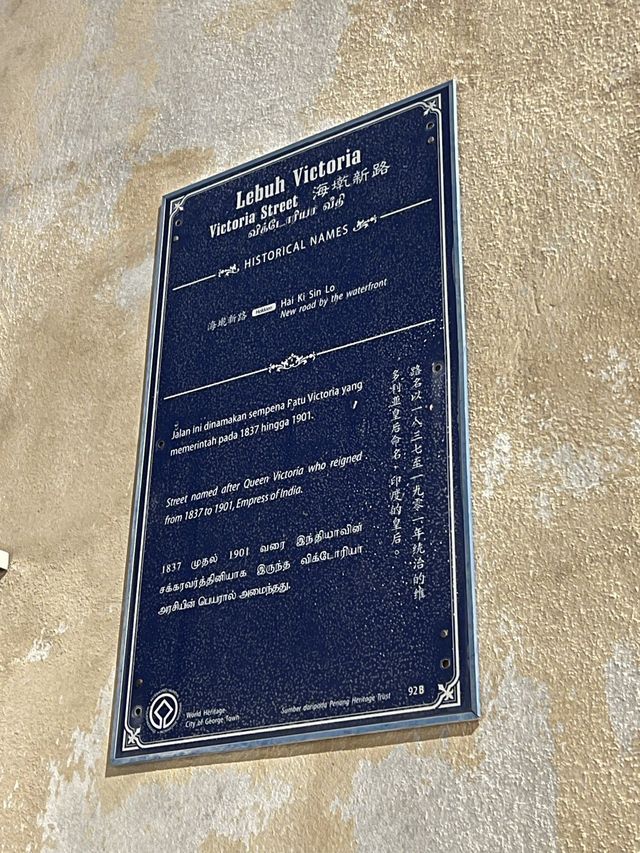 Lebuh Victoria
Victoria Street 海墘新路
விக்டோரியா வீதி
HISTORICAL NAMES
海墘新路 Hokkien Hai Ki Sin Lo
New road by the waterfront
Jalan ini dinamakan sempena Ratu Victoria yang
memerintah pada 1837 hingga 1901.
Street named after Queen Victoria who reigned
from 1837 to 1901, Empress of India.
1837 முதல் 1901 வரை இந்தியாவின்
சக்கரவர்த்தினியாக இருந்த விக்டோரியா
அரசியின் பெயரால் அமைந்தது.
路名以一八三七至一九零一年统治的维
多利亚皇后命名，印度的皇后。
World Heritage
City of George Town
Sumber daripada Penang Heritage Trust
92B